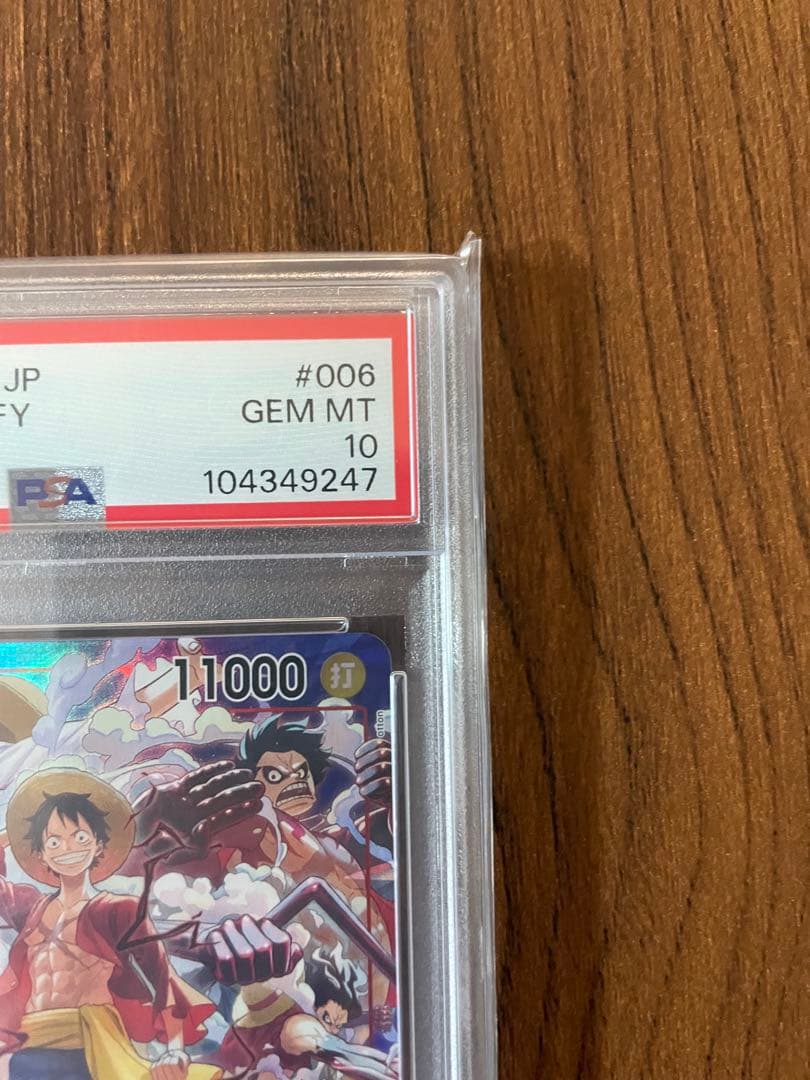 JP
#006
FY
GEM MT
10
PSA
104349247
11000 打